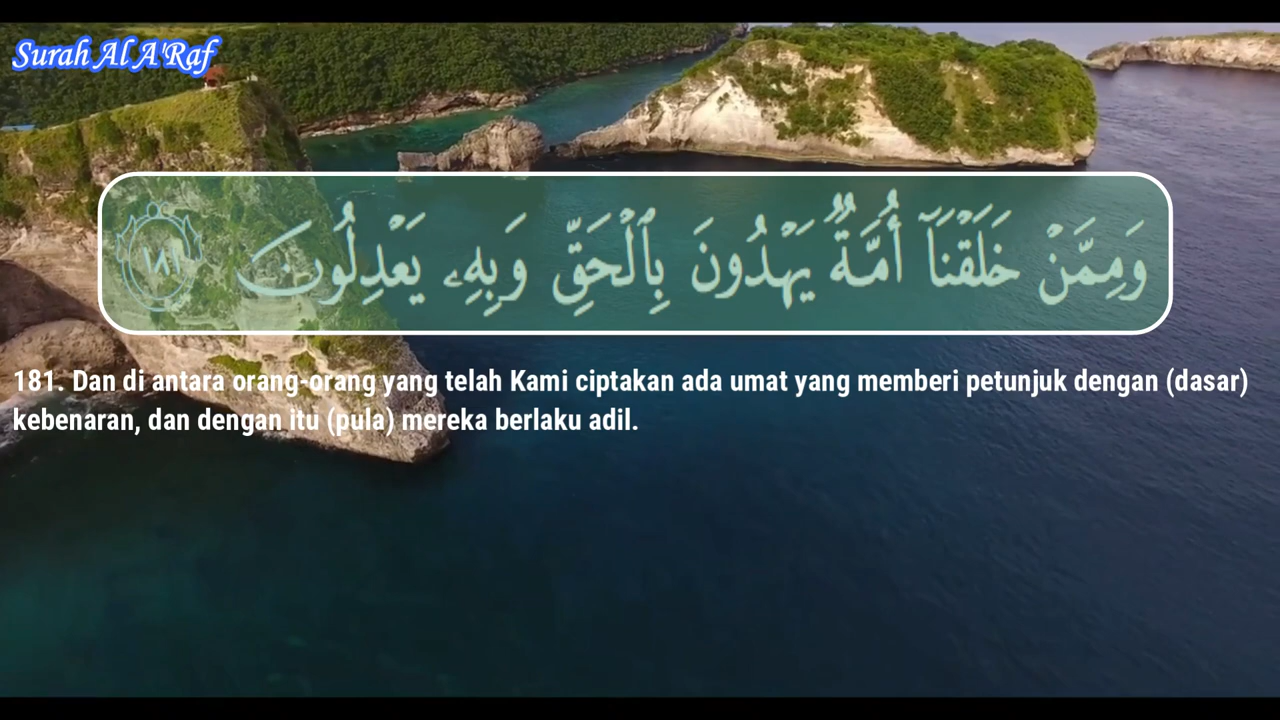 Surah Al A'Raf
وَمِمَّنْ خَلَقْنَآ أُمَّةٌ يَهْدُونَ بِٱلْحَقِّ وَبِهِۦ يَعْدِلُونَ ١٨١
181. Dan di antara orang-orang yang telah Kami ciptakan ada umat yang memberi petunjuk dengan (dasar)
kebenaran, dan dengan itu (pula) mereka berlaku adil.